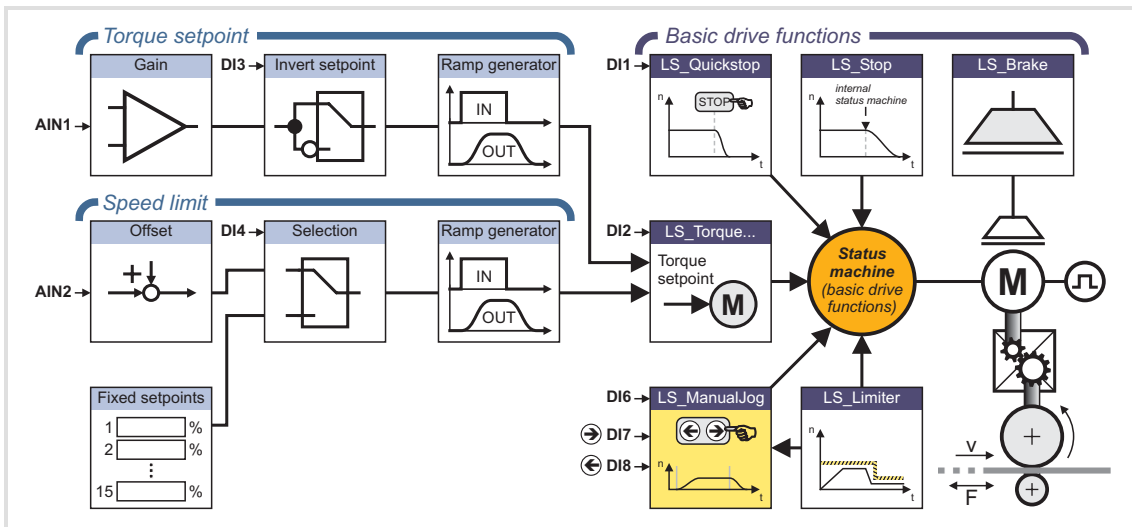 Torque setpoint
Basic drive functions
Gain
DI3
Invert setpoint
Ramp generator
DI1
LS_Quickstop
LS_Stop
LS_Brake
AIN1
IN
OUT
n
STOP
t
n
internal
status machine
t
Speed limit
Offset
DI4
Selection
Ramp generator
DI2
LS_Torque...
AIN2
+
IN
OUT
Torque
setpoint
M
Status
machine
(basic drive
functions)
M
Fixed setpoints
1 %
2 %
⋮
15 %
DI6
DI7
DI8
LS_ManualJog
n
t
LS_Limiter
n
t
+
+
v
F